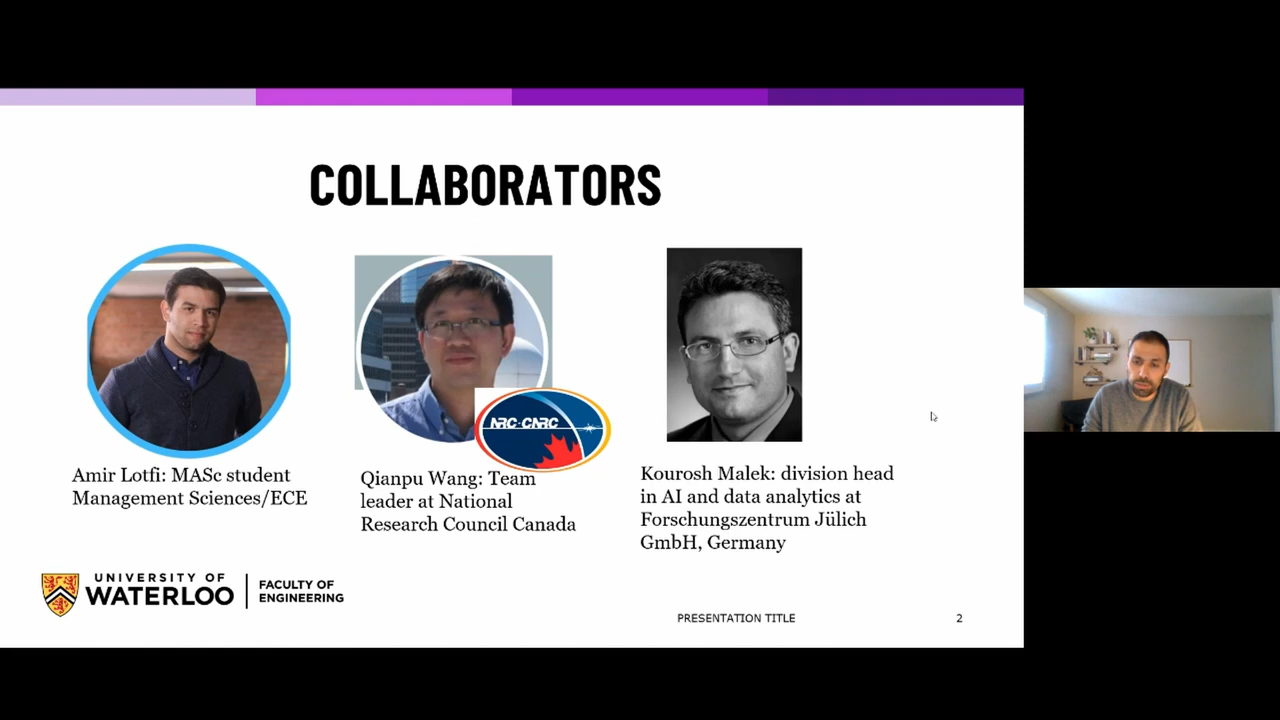 COLLABORATORS
NRC·CNRC
Amir Lotfi: MASc student
Management Sciences/ECE
Qianpu Wang: Team
leader at National
Research Council Canada
Kourosh Malek: division head
in AI and data analytics at
Forschungszentrum Jülich
GmbH, Germany
UNIVERSITY OF
WATERLOO
FACULTY OF
ENGINEERING
PRESENTATION TITLE
2